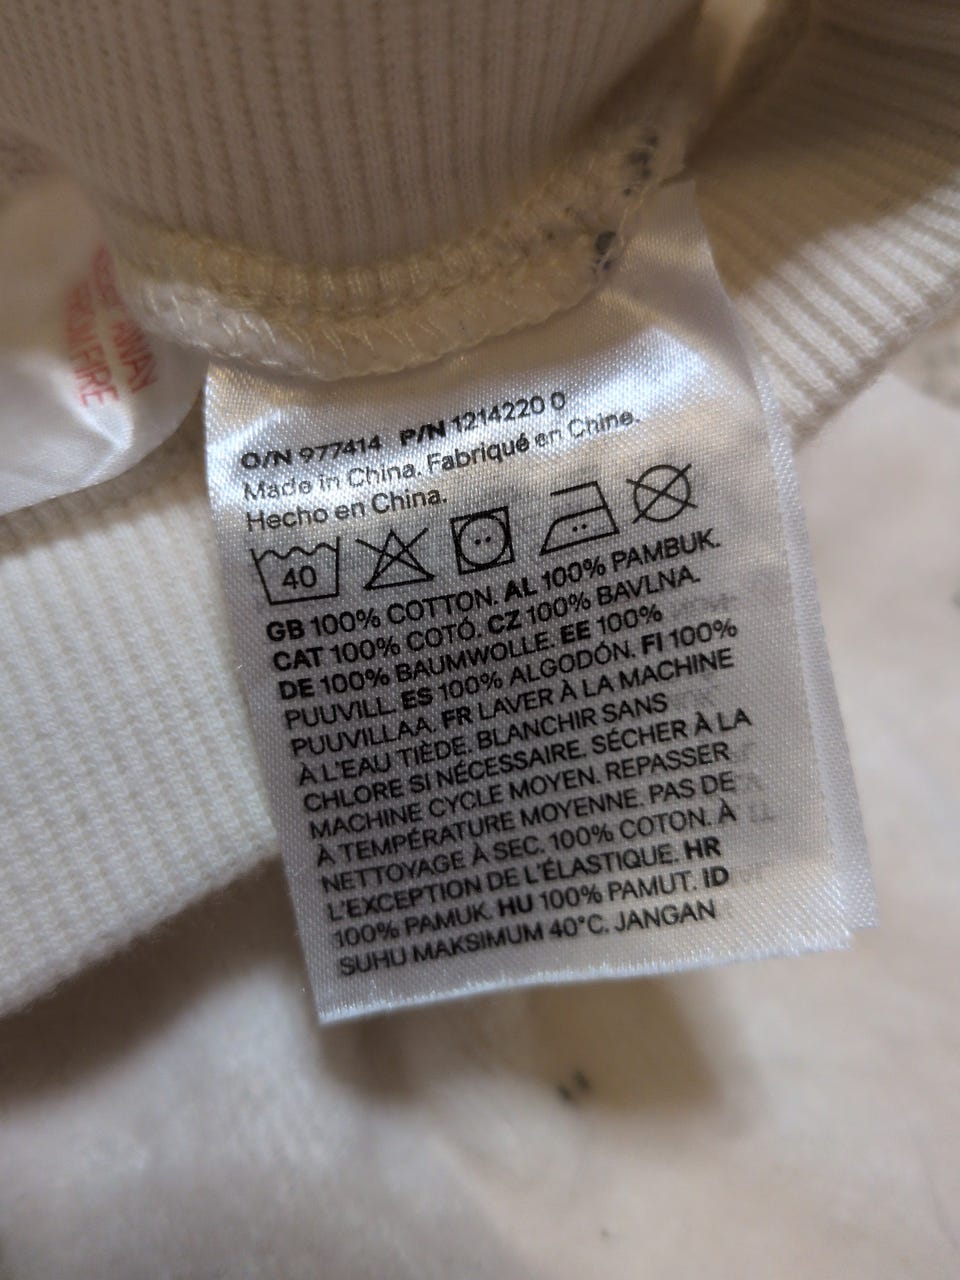 AWAY
FIRE
O/N 977414 P/N 1214220 0
Made in China. Fabriqué en Chine.
Hecho en China.
40
GB 100% COTTON. AL 100% PAMBUK.
CAT 100% COTÓ. CZ 100% BAVLNA.
DE 100% BAUMWOLLE. EE 100%
PUUVILL. ES 100% ALGODÓN. FI 100%
PUUVILLAA. FR LAVER À LA MACHINE
À L'EAU TIÈDE. BLANCHIR SANS
CHLORE SI NÉCESSAIRE. SÉCHER À LA
MACHINE CYCLE MOYEN. REPASSER
À TEMPÉRATURE MOYENNE. PAS DE
NETTOYAGE À SEC. 100% COTON. À
L'EXCEPTION DE L'ÉLASTIQUE. HR
100% PAMUK. HU 100% PAMUT. ID
SUHU MAKSIMUM 40°C. JANGAN